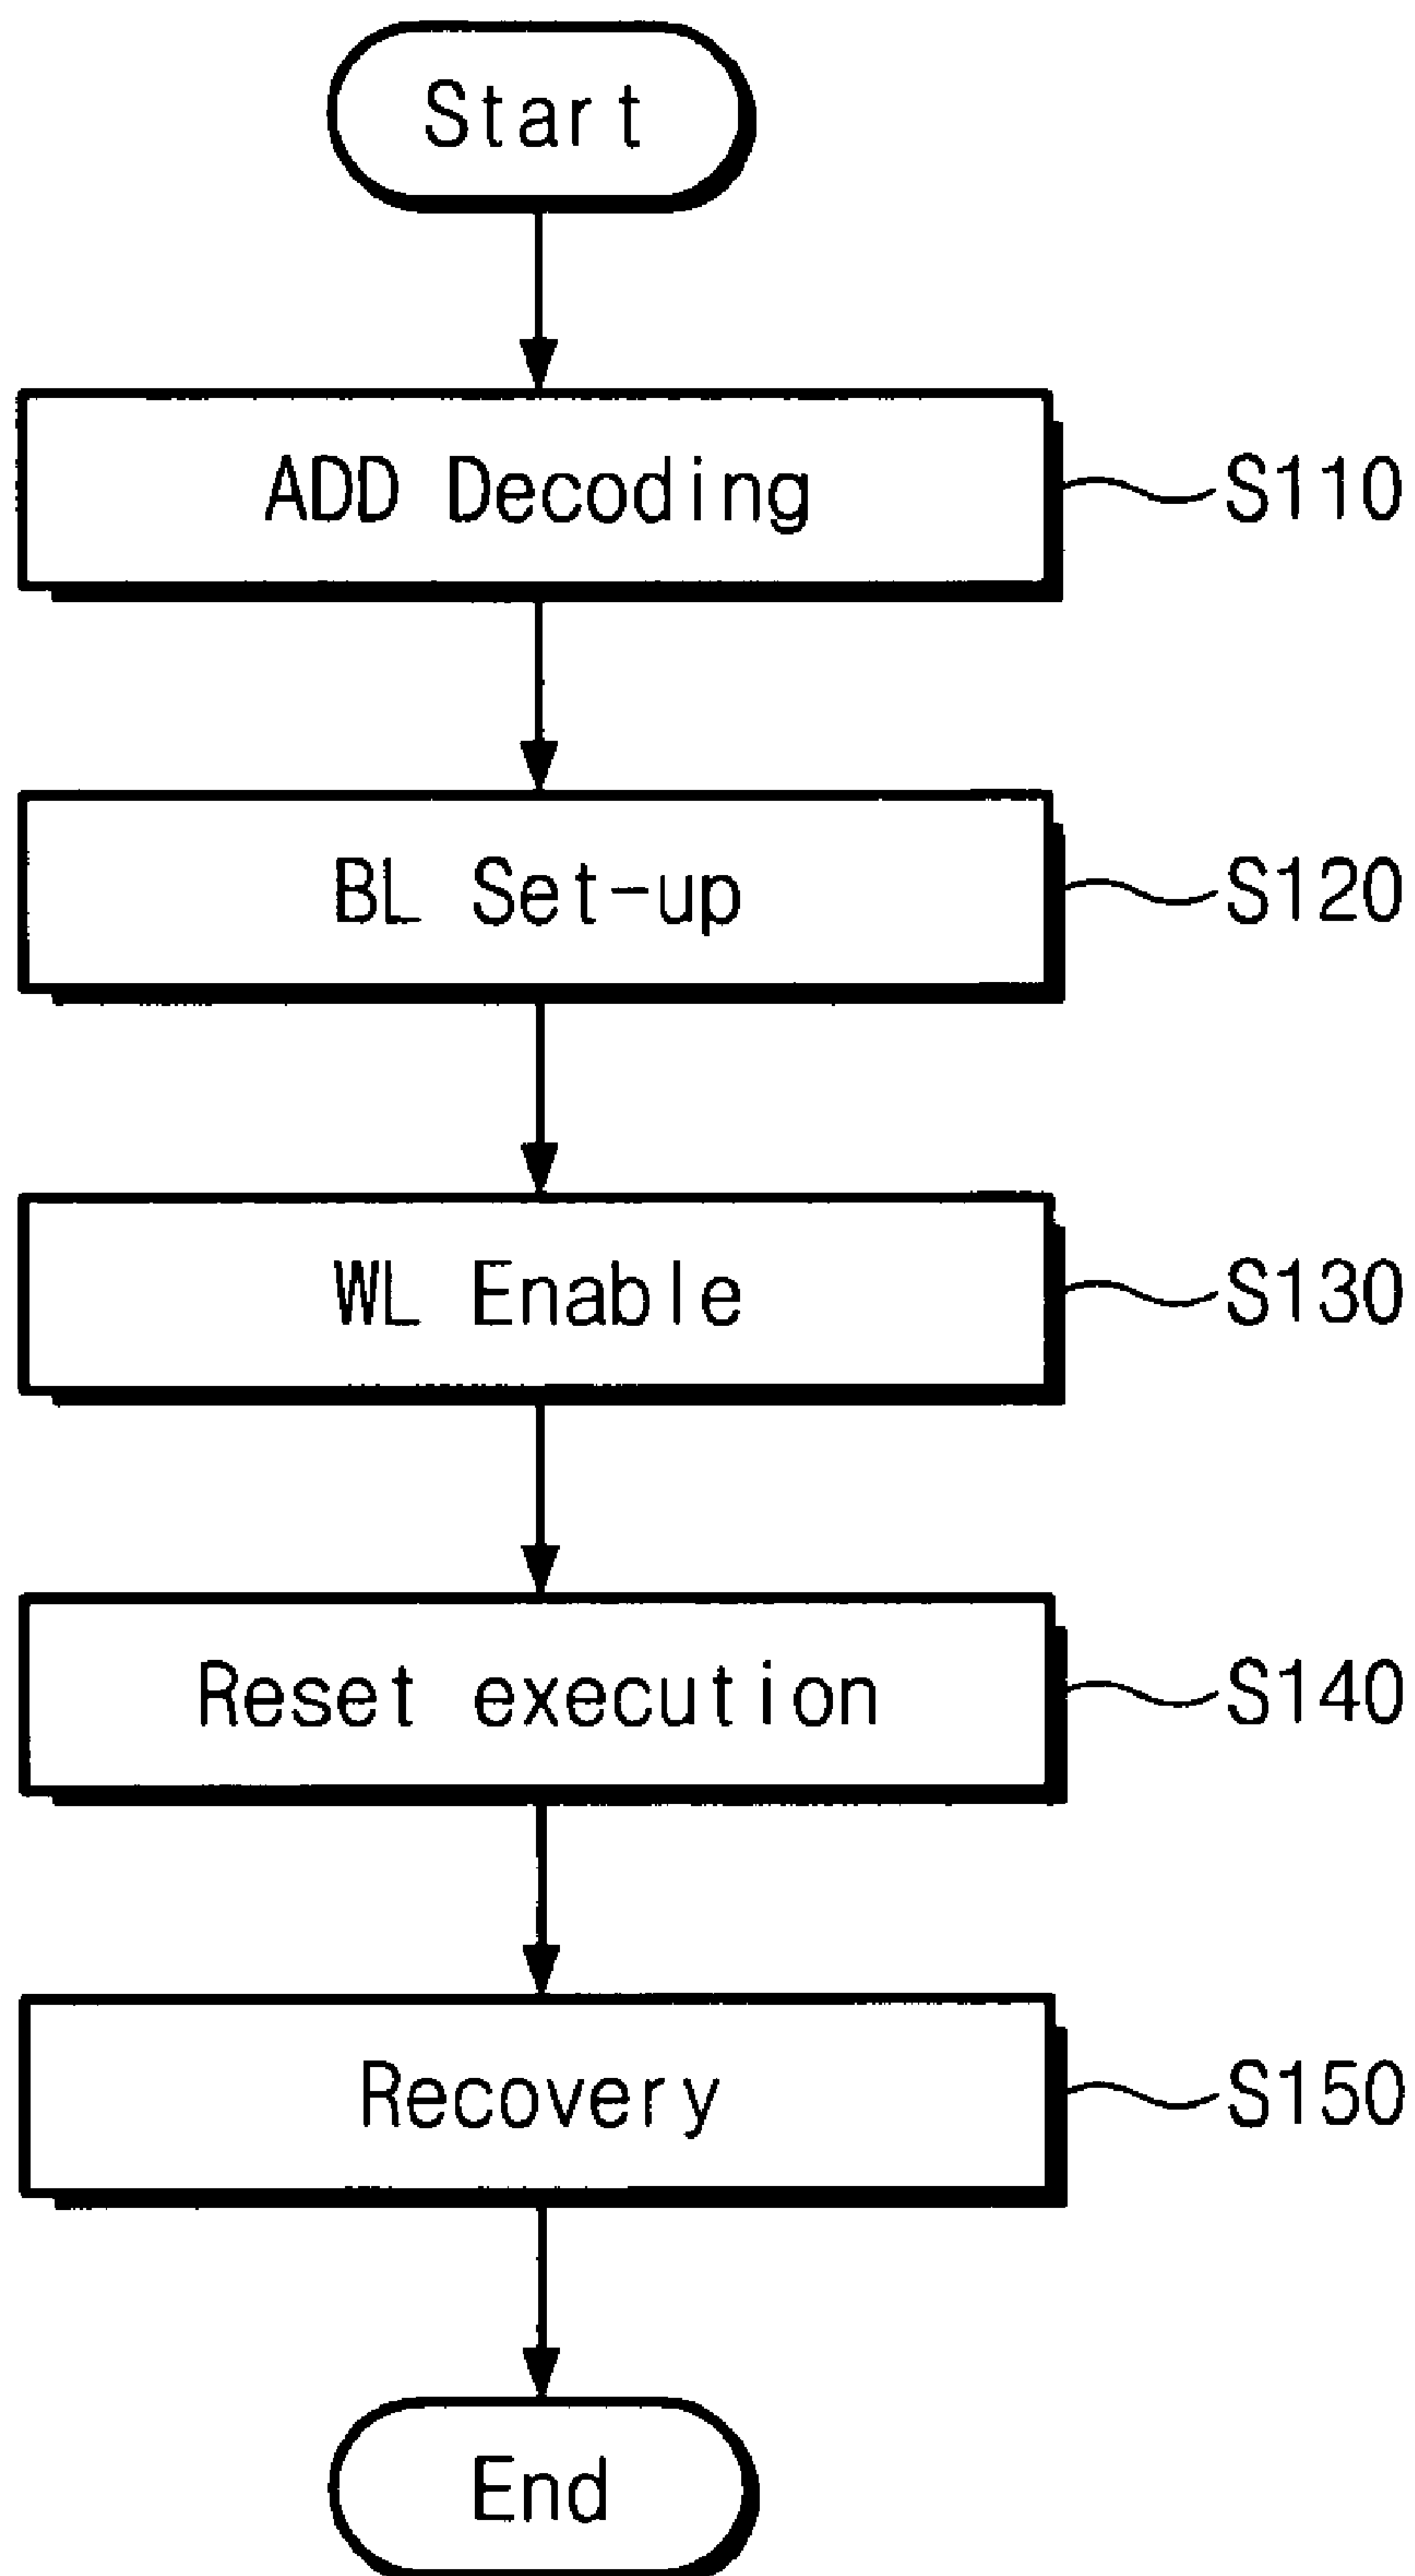 Start
ADD Decoding
S110
BL Set-up
S120
WL Enable
S130
Reset execution
S140
Recovery
S150
End